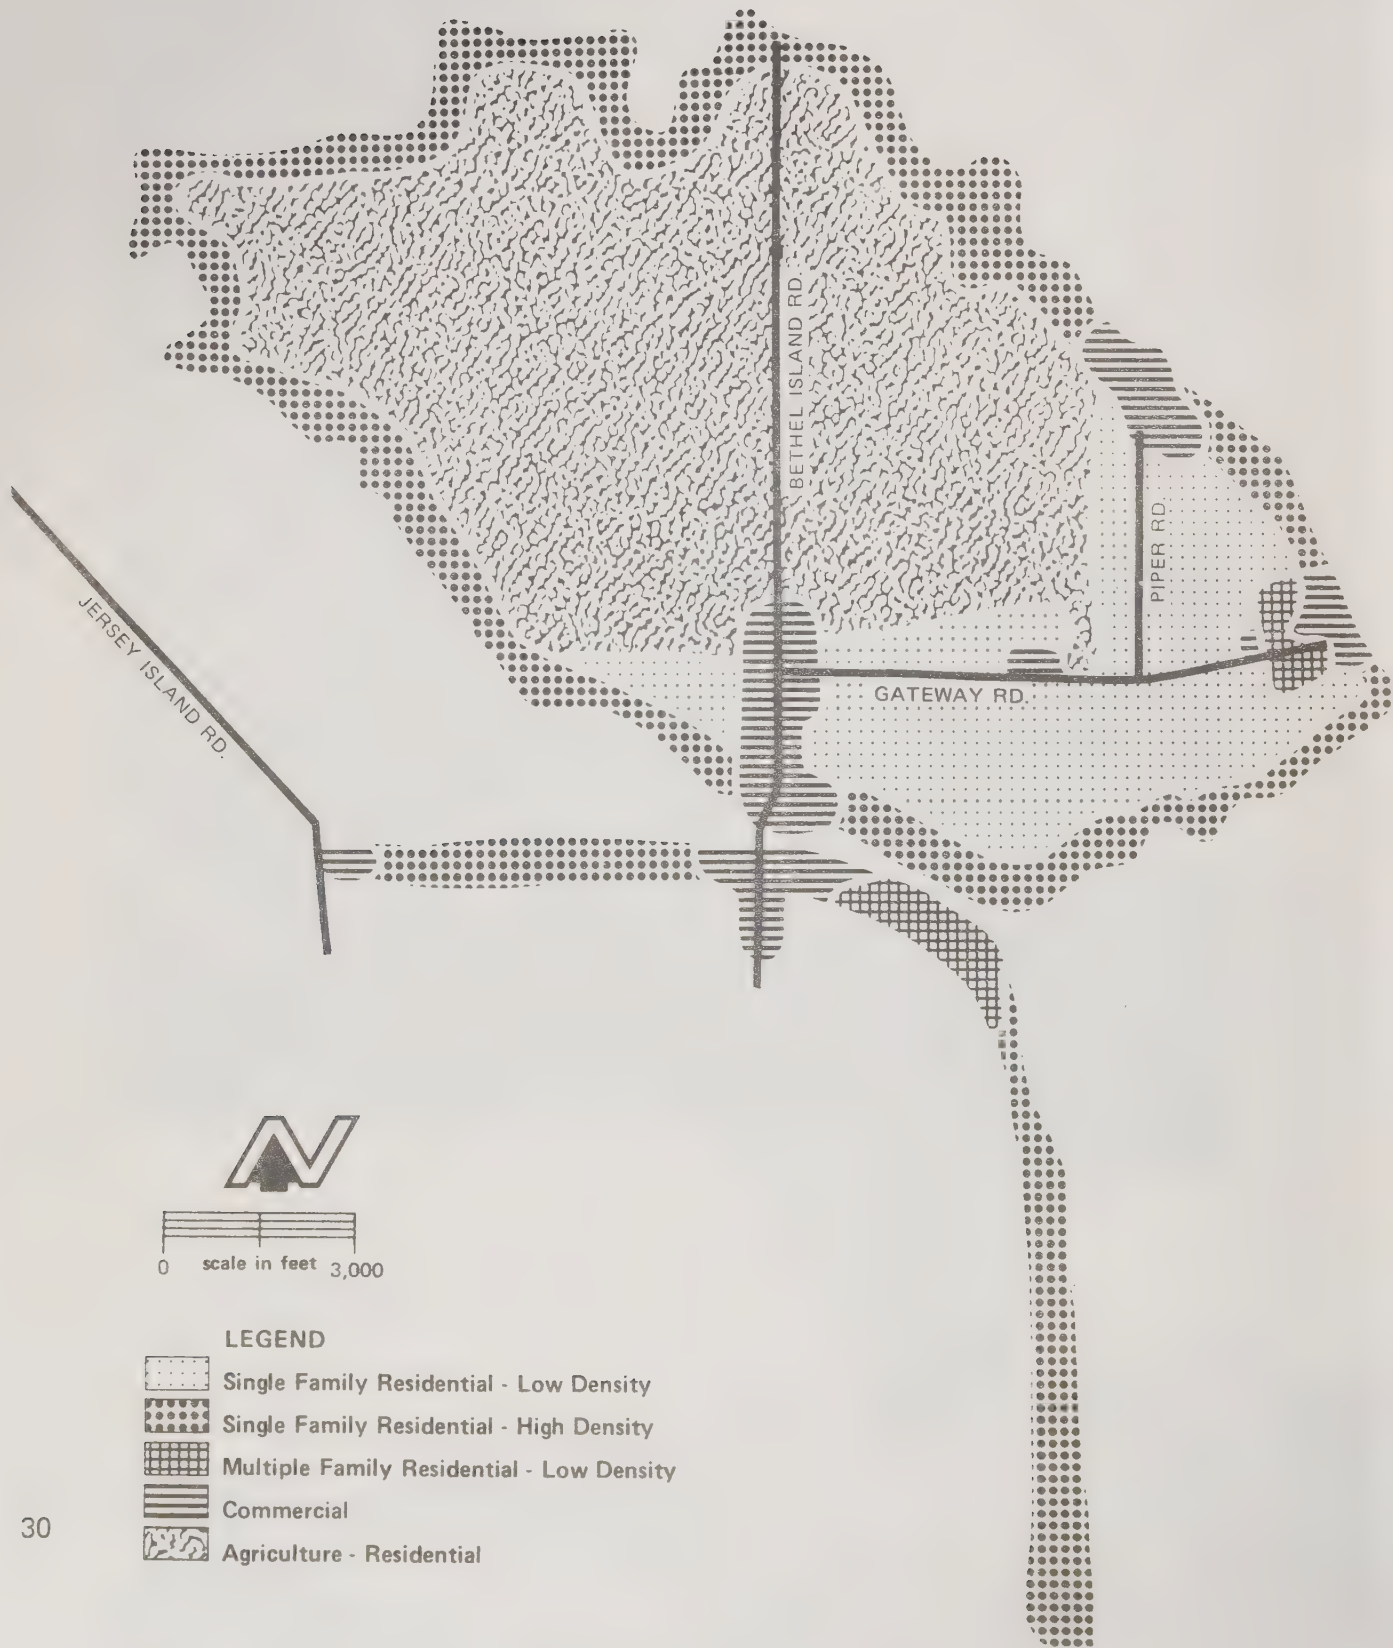 BETHEL ISLAND RD.
PIPER RD.
JERSEY ISLAND RD.
GATEWAY RD.
N
0 scale in feet 3,000
LEGEND
Single Family Residential - Low Density
Single Family Residential - High Density
Multiple Family Residential - Low Density
Commercial
Agriculture - Residential
30